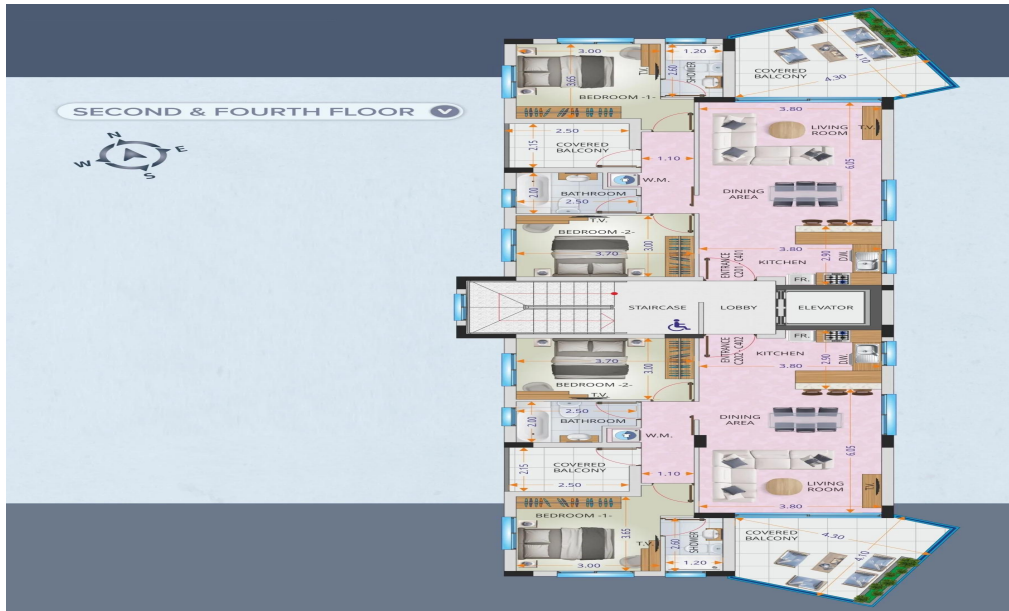 SECOND & FOURTH FLOOR
N
E
W
S
3.00
1.20
T.V.
3.65
2.60
SHOWER
BEDROOM -1-
COVERED
BALCONY
4.30
4.10
2.50
2.15
COVERED
BALCONY
1.10
3.80
LIVING
ROOM
T.V.
6.05
W.M.
2.00
BATHROOM
2.50
DINING
AREA
T.V.
BEDROOM -2-
3.70
3.00
3.80
KITCHEN
2.90
D.W.
FR.
ENTRANCE
C201 - C401
STAIRCASE
LOBBY
ELEVATOR
ENTRANCE
C202 - C402
FR.
KITCHEN
2.90
D.W.
3.80
3.70
3.00
BEDROOM -2-
T.V.
2.50
2.00
BATHROOM
W.M.
DINING
AREA
6.05
COVERED
BALCONY
2.15
2.50
1.10
LIVING
ROOM
T.V.
3.80
BEDROOM -1-
3.65
T.V.
3.00
2.60
SHOWER
1.20
COVERED
BALCONY
4.30
4.10